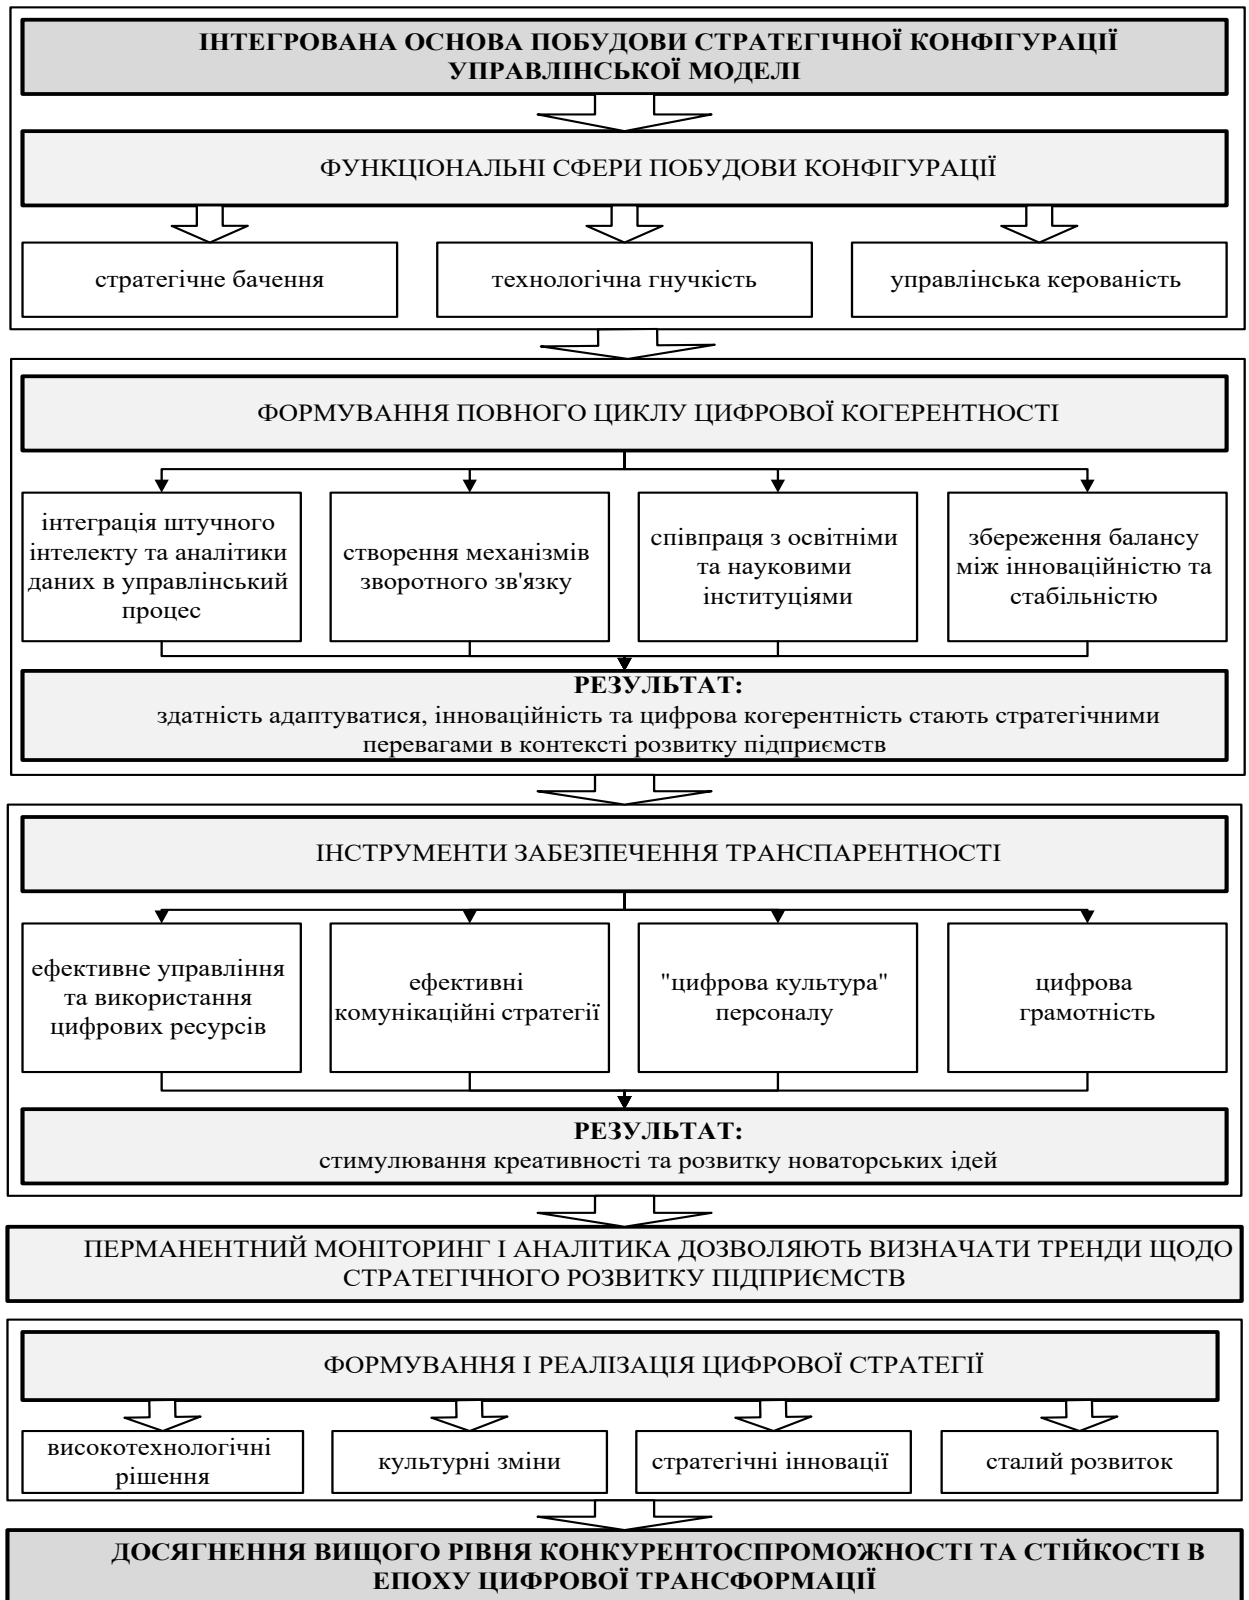 ІНТЕГРОВАНА ОСНОВА ПОБУДОВИ СТРАТЕГІЧНОЇ КОНФІГУРАЦІЇ
УПРАВЛІНСЬКОЇ МОДЕЛІ
ФУНКЦІОНАЛЬНІ СФЕРИ ПОБУДОВИ КОНФІГУРАЦІЇ
стратегічне бачення
технологічна гнучкість
управлінська керованість
ФОРМУВАННЯ ПОВНОГО ЦИКЛУ ЦИФРОВОЇ КОГЕРЕНТНОСТІ
інтеграція штучного
інтелекту та аналітики
даних в управлінський
процес
створення механізмів
зворотного зв'язку
співпраця з освітніми
та науковими
інституціями
збереження балансу
між інноваційністю та
стабільністю
РЕЗУЛЬТАТ:
здатність адаптуватися, інноваційність та цифрова когерентність стають стратегічними
перевагами в контексті розвитку підприємств
ІНСТРУМЕНТИ ЗАБЕЗПЕЧЕННЯ ТРАНСПАРЕНТНОСТІ
ефективне управління
та використання
цифрових ресурсів
ефективні
комунікаційні стратегії
"цифрова культура"
персоналу
цифрова
грамотність
РЕЗУЛЬТАТ:
стимулювання креативності та розвитку новаторських ідей
ПЕРМАНЕНТНИЙ МОНІТОРИНГ І АНАЛІТИКА ДОЗВОЛЯЮТЬ ВИЗНАЧАТИ ТРЕНДИ ЩОДО
СТРАТЕГІЧНОГО РОЗВИТКУ ПІДПРИЄМСТВ
ФОРМУВАННЯ І РЕАЛІЗАЦІЯ ЦИФРОВОЇ СТРАТЕГІЇ
високотехнологічні
рішення
культурні зміни
стратегічні інновації
сталий розвиток
ДОСЯГНЕННЯ ВИЩОГО РІВНЯ КОНКУРЕНТОСПРОМОЖНОСТІ ТА СТІЙКОСТІ В
ЕПОХУ ЦИФРОВОЇ ТРАНСФОРМАЦІЇ